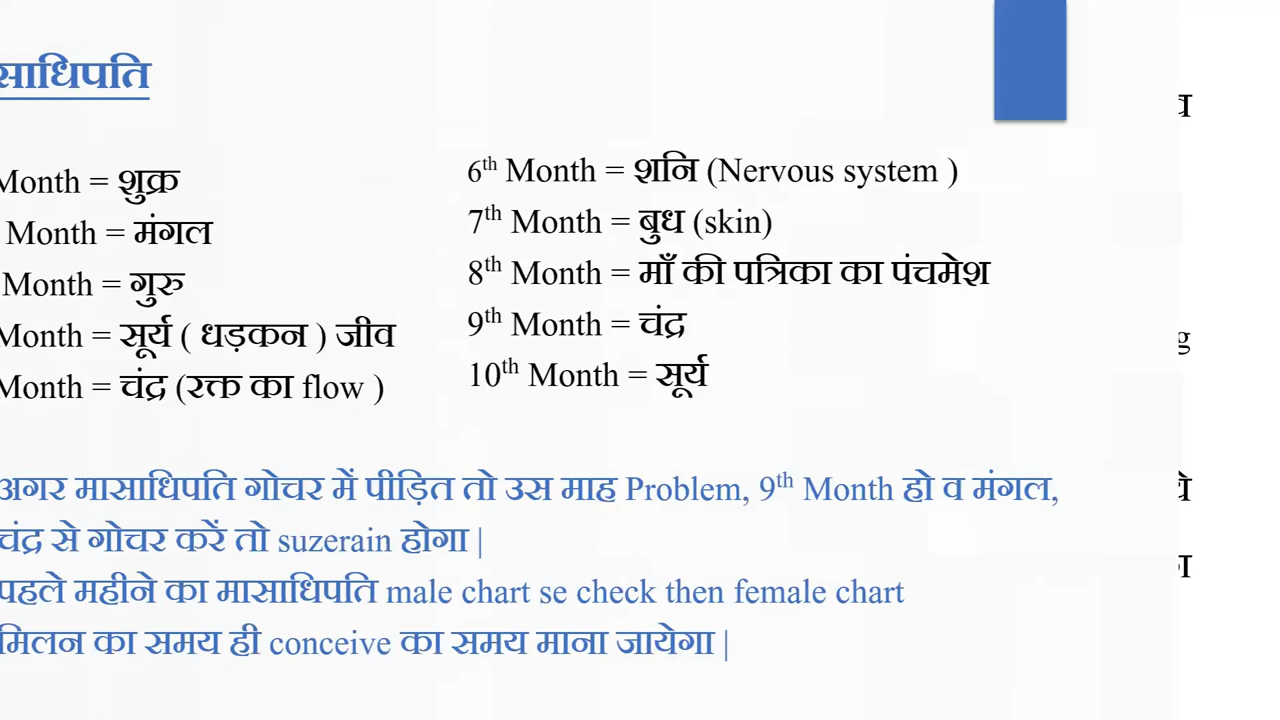 साधिपति
Month = शुक्र
Month = मंगल
Month = गुरु
Month = सूर्य ( धड़कन ) जीव
Month = चंद्र (रक्त का flow )
6th Month = शनि (Nervous system )
7th Month = बुध (skin)
8th Month = माँ की पत्रिका का पंचमेश
9th Month = चंद्र
10th Month = सूर्य
अगर मासाधिपति गोचर में पीड़ित तो उस माह Problem, 9th Month हो व मंगल,
चंद्र से गोचर करें तो suzerain होगा |
पहले महीने का मासाधिपति male chart se check then female chart
मिलन का समय ही conceive का समय माना जायेगा |